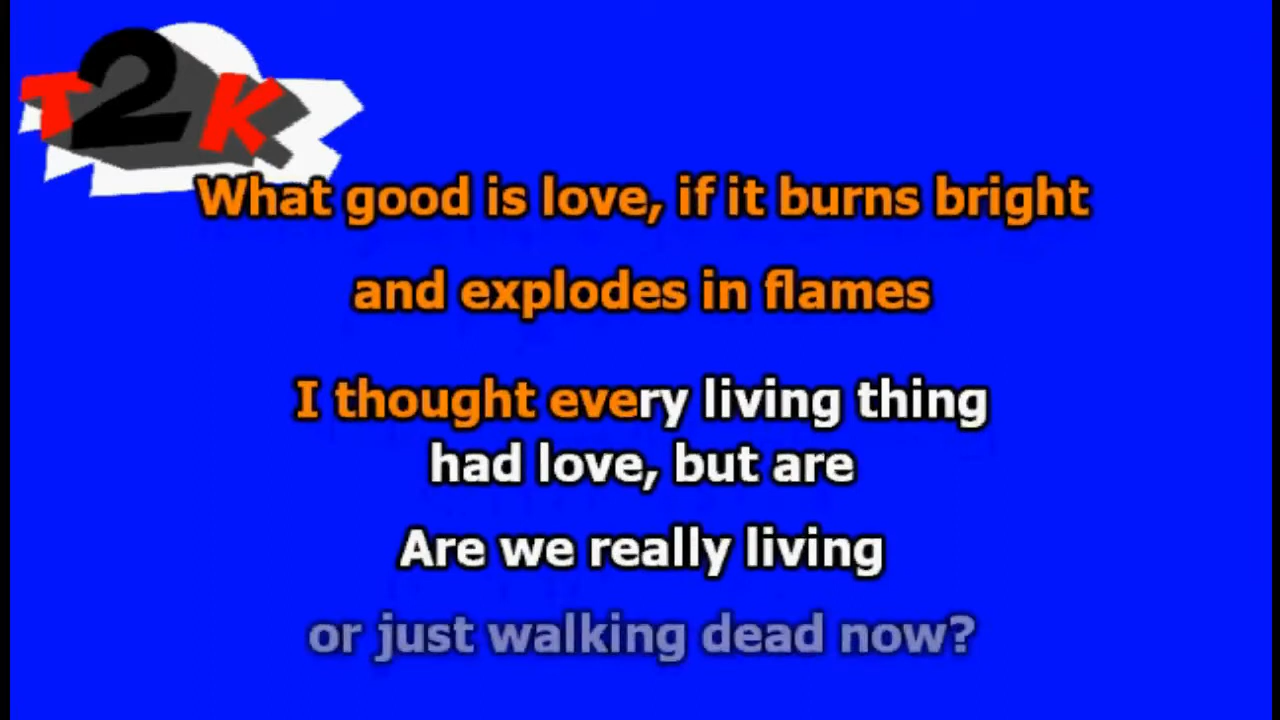 T2K
What good is love, if it burns bright
and explodes in flames
I thought every living thing
had love, but are
Are we really living
or just walking dead now?